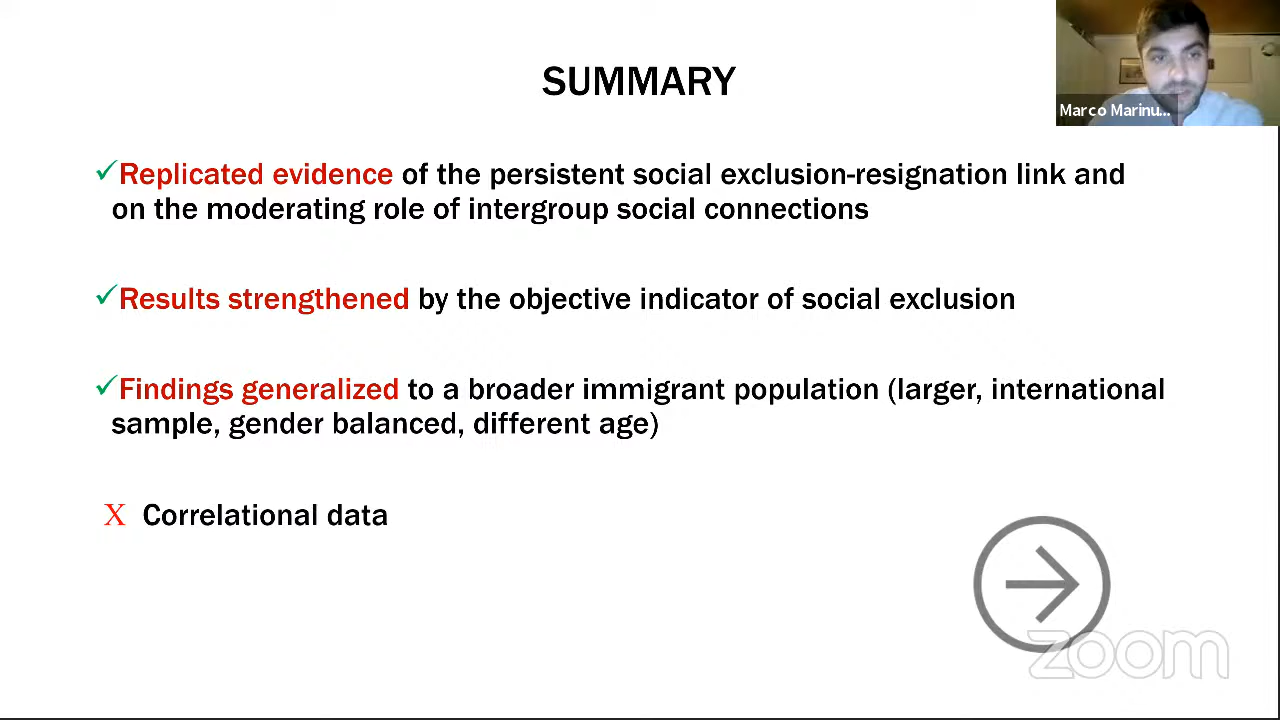 SUMMARY
Marco Marinu...
✓Replicated evidence of the persistent social exclusion-resignation link and
on the moderating role of intergroup social connections
✓Results strengthened by the objective indicator of social exclusion
✓Findings generalized to a broader immigrant population (larger, international
sample, gender balanced, different age)
X Correlational data
zoom